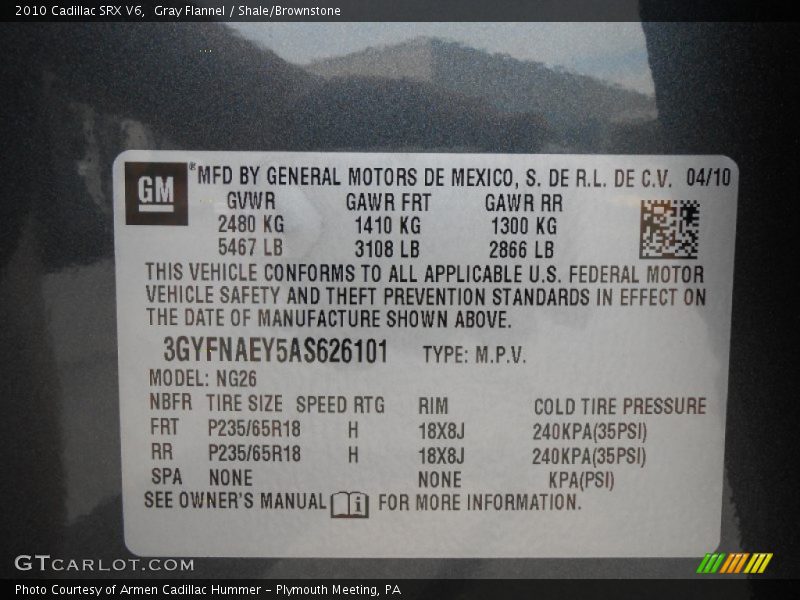 2010 Cadillac SRX V6,  Gray Flannel / Shale/Brownstone
GM ® MFD BY GENERAL MOTORS DE MEXICO, S. DE R.L. DE C.V. 04/10
GVWR GAWR FRT GAWR RR
2480 KG 1410 KG 1300 KG
5467 LB 3108 LB 2866 LB
THIS VEHICLE CONFORMS TO ALL APPLICABLE U.S. FEDERAL MOTOR
VEHICLE SAFETY AND THEFT PREVENTION STANDARDS IN EFFECT ON
THE DATE OF MANUFACTURE SHOWN ABOVE.
3GYFNAEY5AS626101 TYPE: M.P.V.
MODEL: NG26
NBFR TIRE SIZE SPEED RTG RIM COLD TIRE PRESSURE
FRT P235/65R18 H 18X8J 240KPA(35PSI)
RR P235/65R18 H 18X8J 240KPA(35PSI)
SPA NONE NONE KPA(PSI)
SEE OWNER'S MANUAL i FOR MORE INFORMATION.
GTCARLOT.COM
Photo Courtesy of Armen Cadillac Hummer - Plymouth Meeting, PA